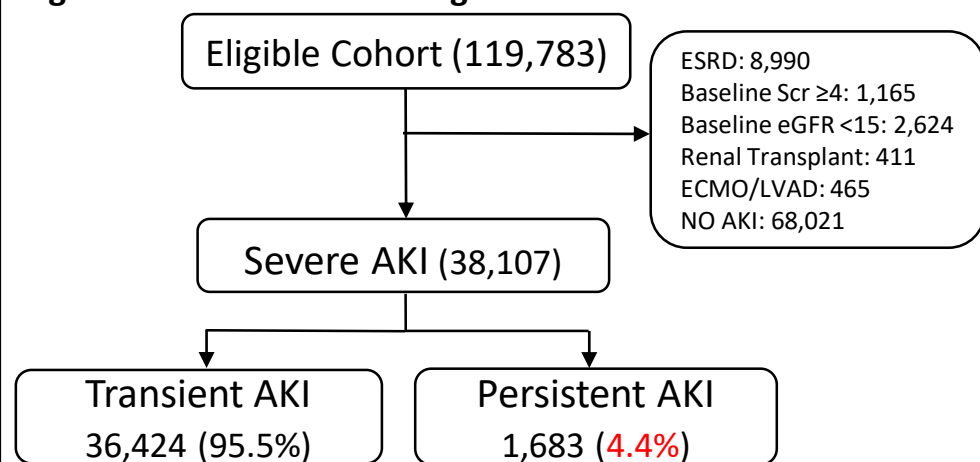 Eligible Cohort (119,783)
ESRD: 8,990
Baseline Scr ≥4: 1,165
Baseline eGFR <15: 2,624
Renal Transplant: 411
ECMO/LVAD: 465
NO AKI: 68,021
Severe AKI (38,107)
Transient AKI
36,424 (95.5%)
Persistent AKI
1,683 (4.4%)